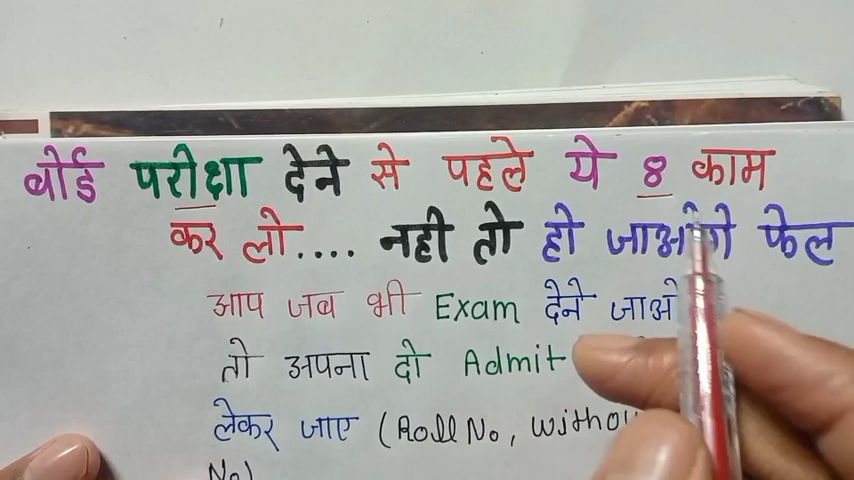 बोर्ड परीक्षा देने से पहले ये 8 काम
कर लो.... नही तो हो जाओगे फेल
आप जब भी Exam देने जाओ
तो अपना दो Admit
लेकर जाए (Roll No,
No)